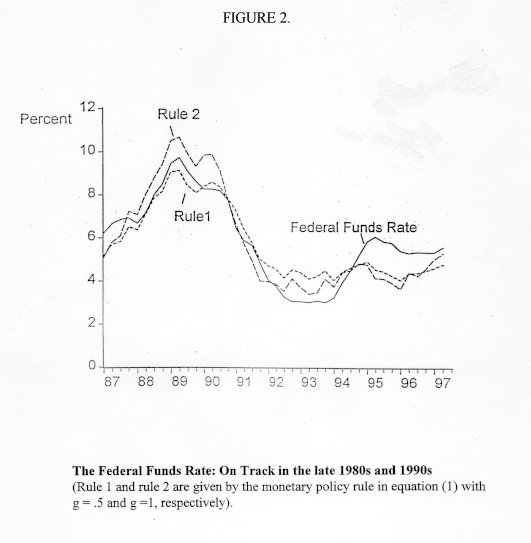 FIGURE 2.
Percent
12
10
8
6
4
2
0
Rule 2
Rule1
Federal Funds Rate
87 88 89 90 91 92 93 94 95 96 97
The Federal Funds Rate: On Track in the late 1980s and 1990s
(Rule 1 and rule 2 are given by the monetary policy rule in equation (1) with
g = .5 and g =1, respectively).